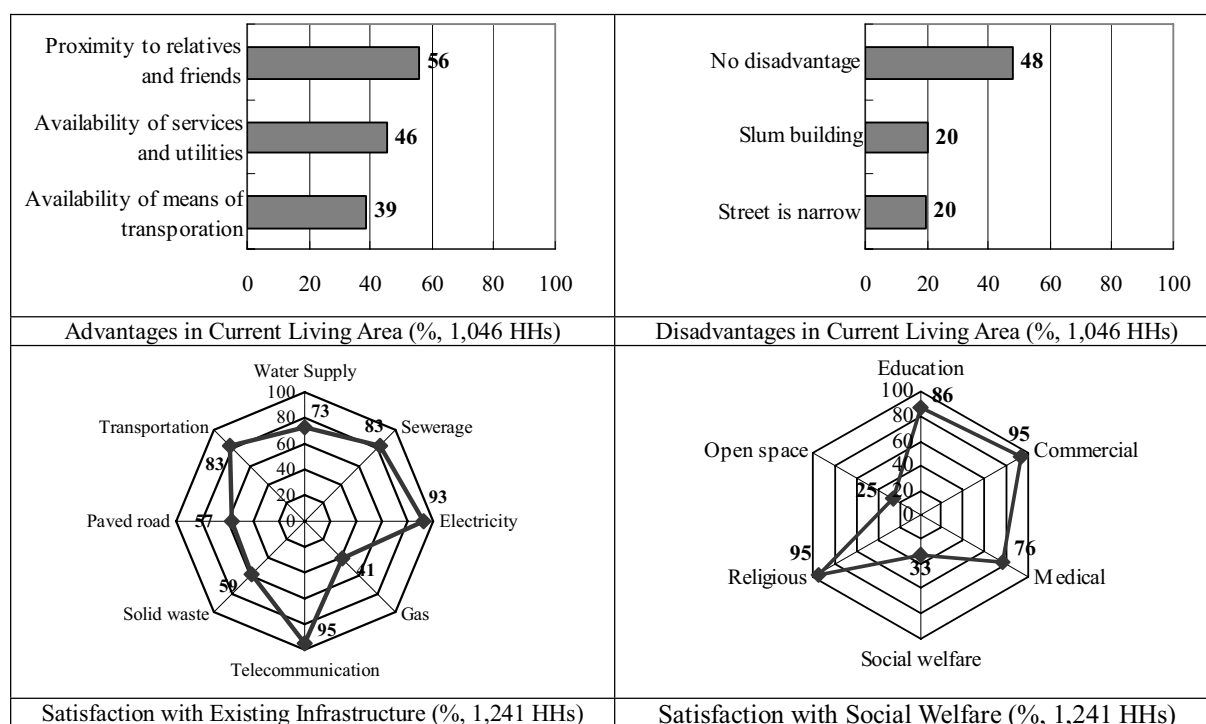 Proximity to relatives
and friends
56
Availability of services
and utilities
46
Availability of means of
transporation
39
0 20 40 60 80 100
Advantages in Current Living Area (%, 1,046 HHs)
No disadvantage
48
Slum building
20
Street is narrow
20
0 20 40 60 80 100
Disadvantages in Current Living Area (%, 1,046 HHs)
Water Supply
100
80
60
40
20
0
73
Sewerage
83
Electricity
93
Gas
41
Telecommunication
95
Solid waste
59
Paved road
57
Transportation
83
Satisfaction with Existing Infrastructure (%, 1,241 HHs)
Education
100
80
60
40
20
0
86
Commercial
95
Medical
76
Social welfare
33
Religious
95
Open space
25
Satisfaction with Social Welfare (%, 1,241 HHs)